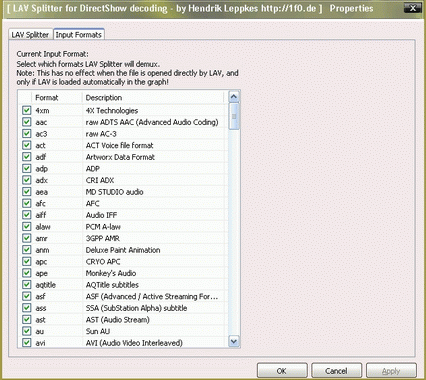 [ LAV Splitter for DirectShow decoding - by Hendrik Leppkes http://1f0.de ] Properties
LAV Splitter Input Formats
Current Input Format:
Select which formats LAV Splitter will demux.
Note: This has no effect when the file is opened directly by LAV, and
only if LAV is loaded automatically in the graph!
Format Description
4xm 4X Technologies
aac raw ADTS AAC (Advanced Audio Coding)
ac3 raw AC-3
act ACT Voice file format
adf Artworx Data Format
adp ADP
adx CRI ADX
aea MD STUDIO audio
afc AFC
aiff Audio IFF
alaw PCM A-law
amr 3GPP AMR
anm Deluxe Paint Animation
apc CRYO APC
ape Monkey's Audio
aqtitle AQTitle subtitles
asf ASF (Advanced / Active Streaming For...
ass SSA (SubStation Alpha) subtitle
ast AST (Audio Stream)
au Sun AU
avi AVI (Audio Video Interleaved)
OK Cancel Apply